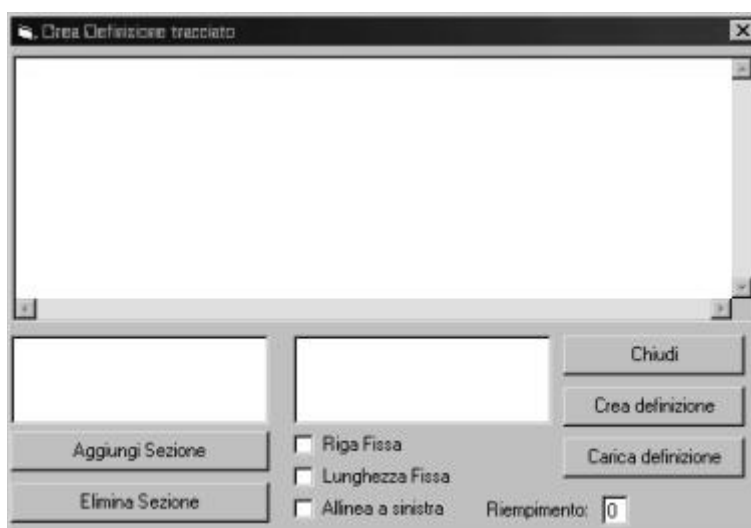 Crea Definizione tracciato
Chiudi
Crea definizione
Aggiungi Sezione
Riga Fissa
Carica definizione
Lunghezza Fissa
Elimina Sezione
Allinea a sinistra
Riempimento: 0